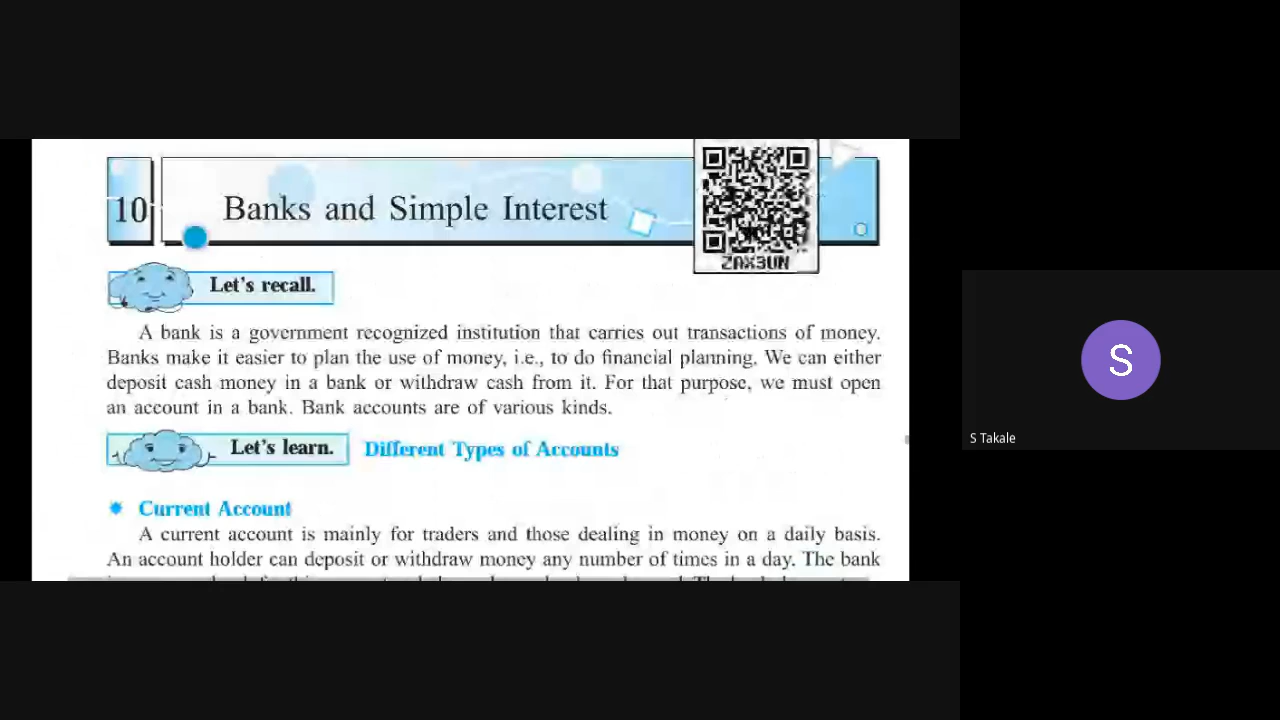 10 Banks and Simple Interest
ZAX3UN
Let's recall.
A bank is a government recognized institution that carries out transactions of money.
Banks make it easier to plan the use of money, i.e., to do financial planning. We can either
deposit cash money in a bank or withdraw cash from it. For that purpose, we must open
an account in a bank. Bank accounts are of various kinds.
Let's learn. Different Types of Accounts
Current Account
A current account is mainly for traders and those dealing in money on a daily basis.
An account holder can deposit or withdraw money any number of times in a day. The bank
S
S Takale